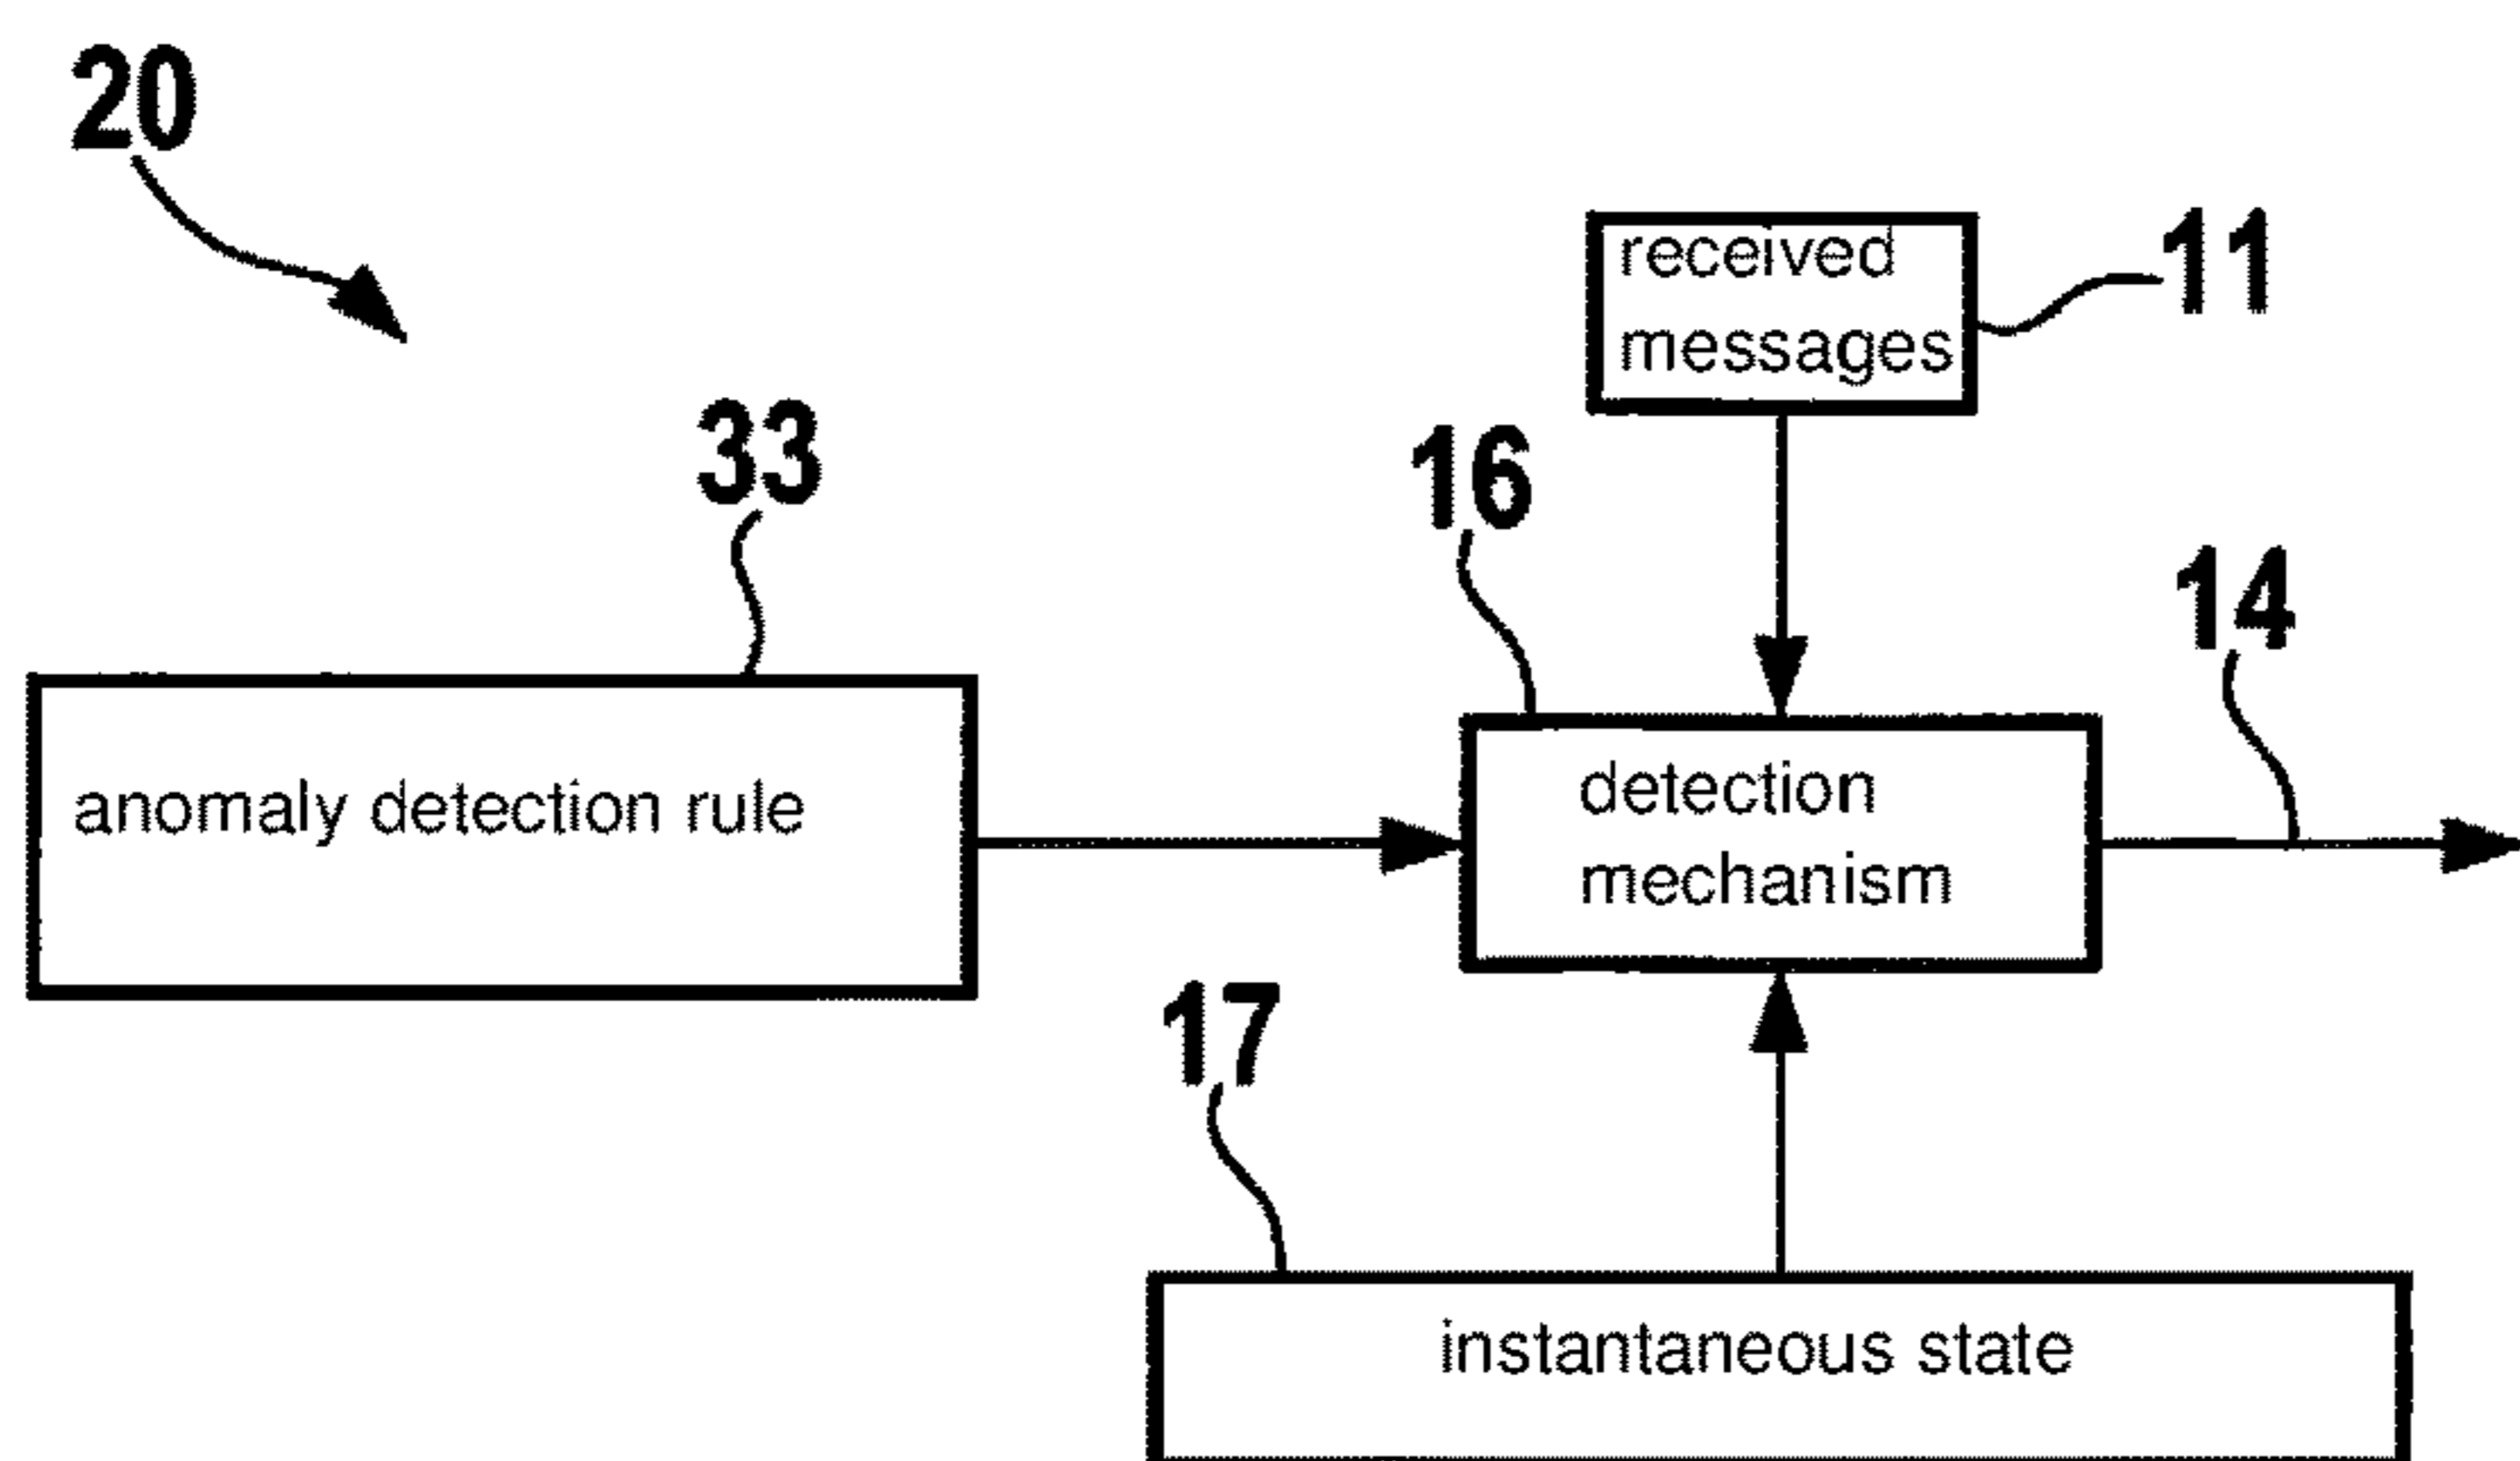 20
received
messages
11
33
16
14
anomaly detection rule
detection
mechanism
17
instantaneous state